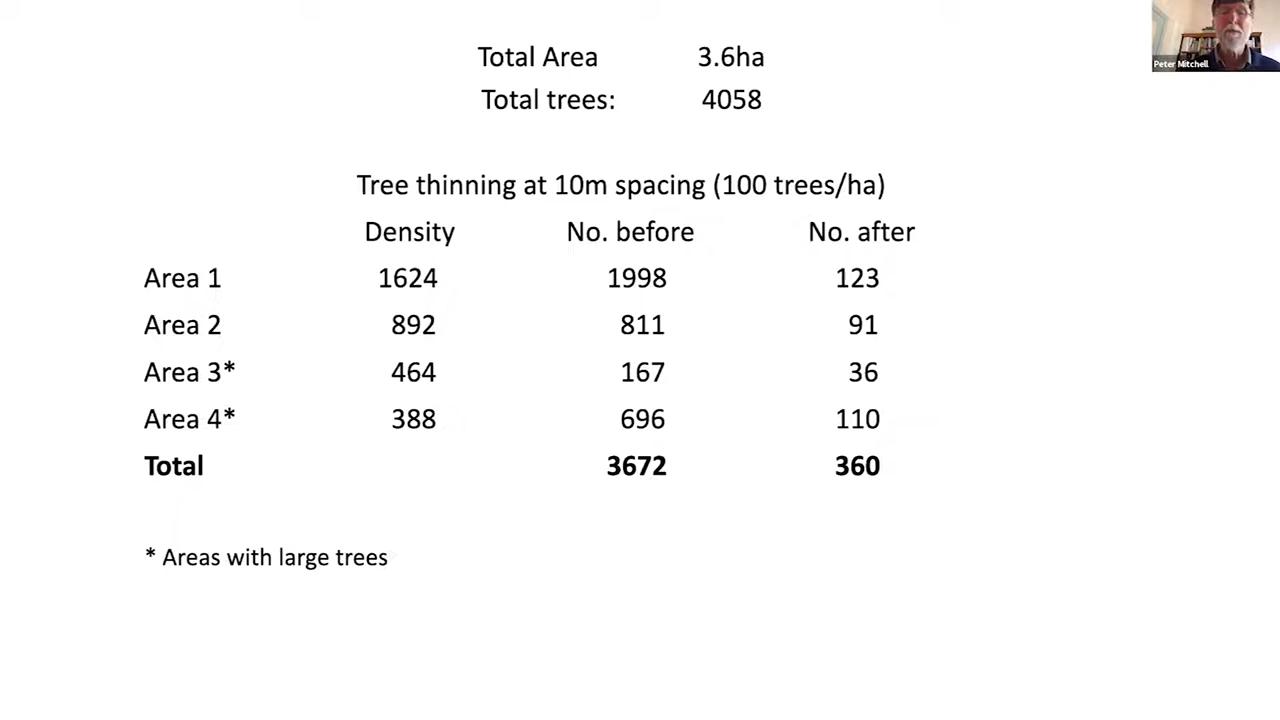 Total Area 3.6ha
Total trees: 4058
Peter Mitchell
Tree thinning at 10m spacing (100 trees/ha)
Density No. before No. after
Area 1 1624 1998 123
Area 2 892 811 91
Area 3* 464 167 36
Area 4* 388 696 110
Total 3672 360
* Areas with large trees